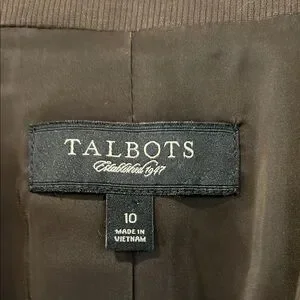 TALBOTS
Established 1947
10
MADE IN
VIETNAM